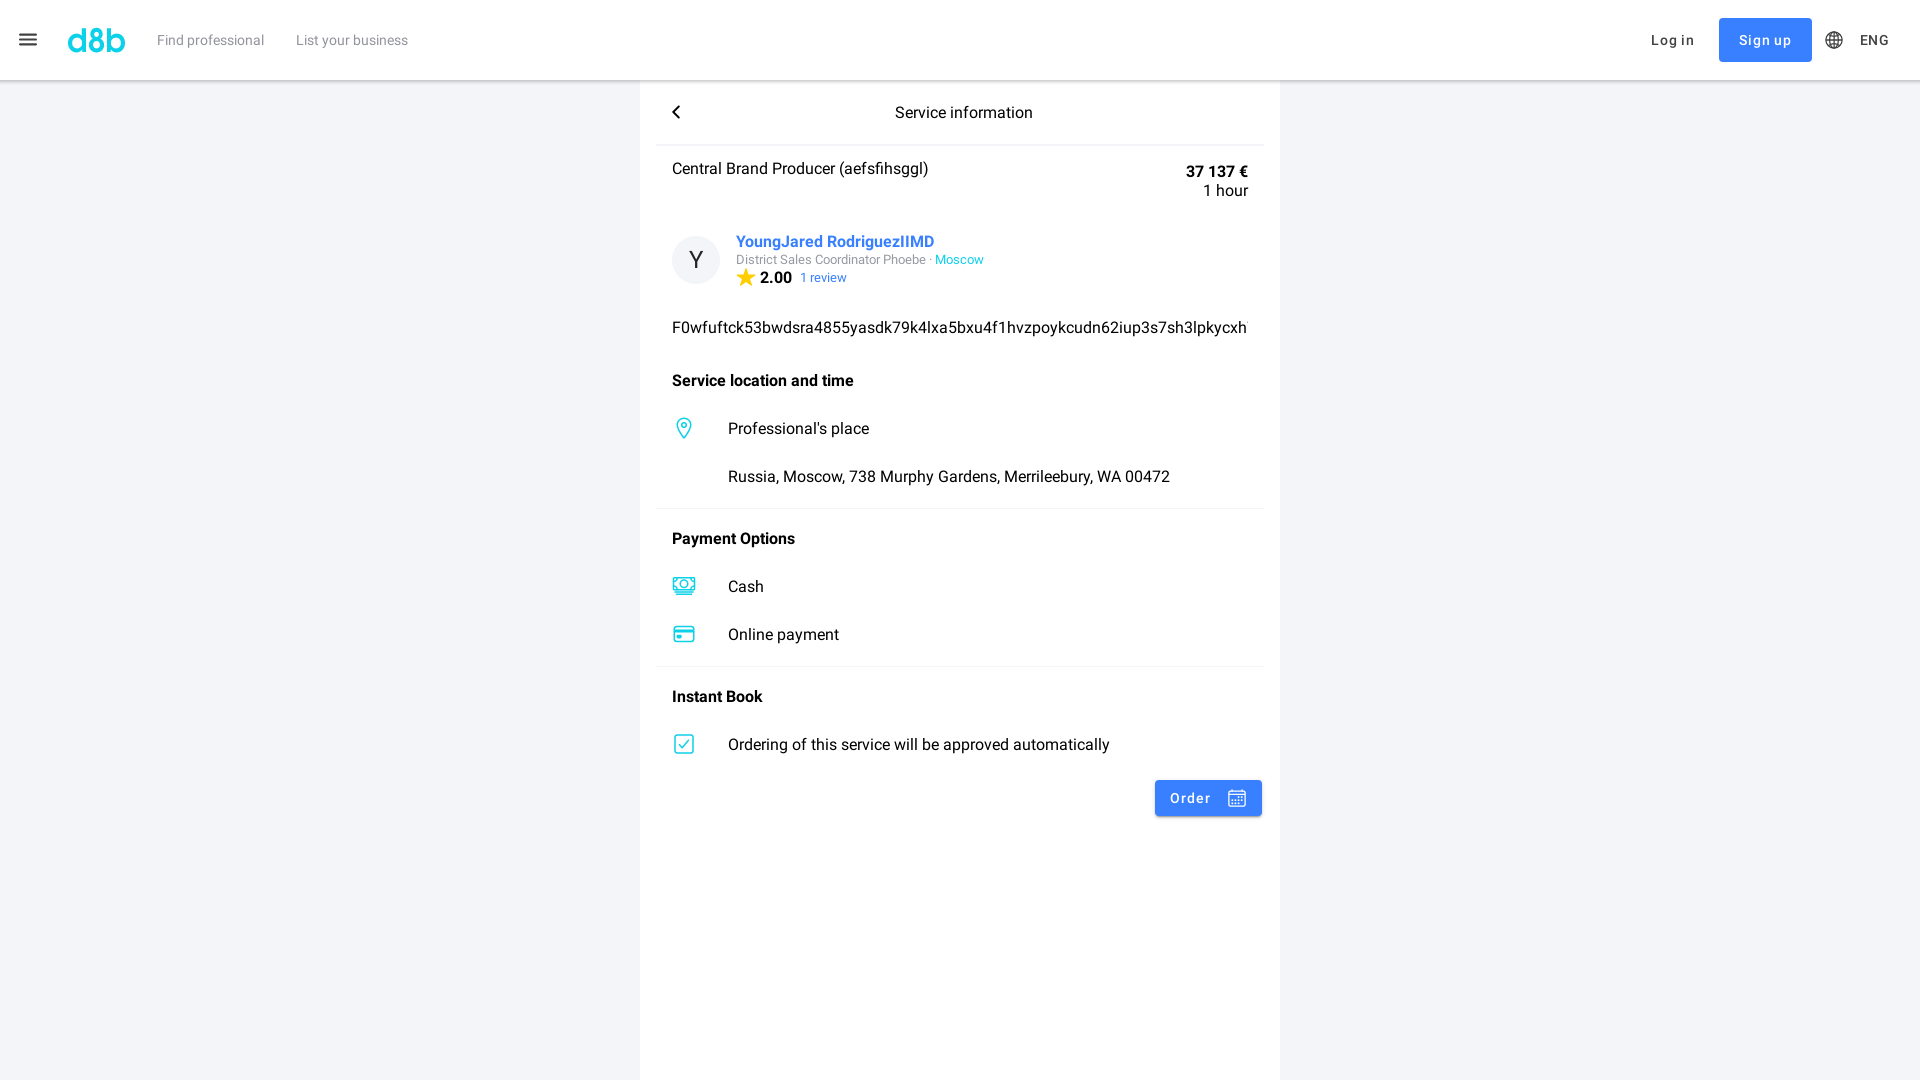 d8b
Find professional
List your business
Log in
Sign up
ENG
Service information
Central Brand Producer (aefsfihsggl)
37 137 €
1 hour
Y
YoungJared RodriguezIIMD
District Sales Coordinator Phoebe · Moscow
2.00 1 review
F0wfuftck53bwdsra4855yasdk79k4lxa5bxu4f1hvzpoykcudn62iup3s7sh3lpkycxh
Service location and time
Professional's place
Russia, Moscow, 738 Murphy Gardens, Merrileebury, WA 00472
Payment Options
Cash
Online payment
Instant Book
Ordering of this service will be approved automatically
Order